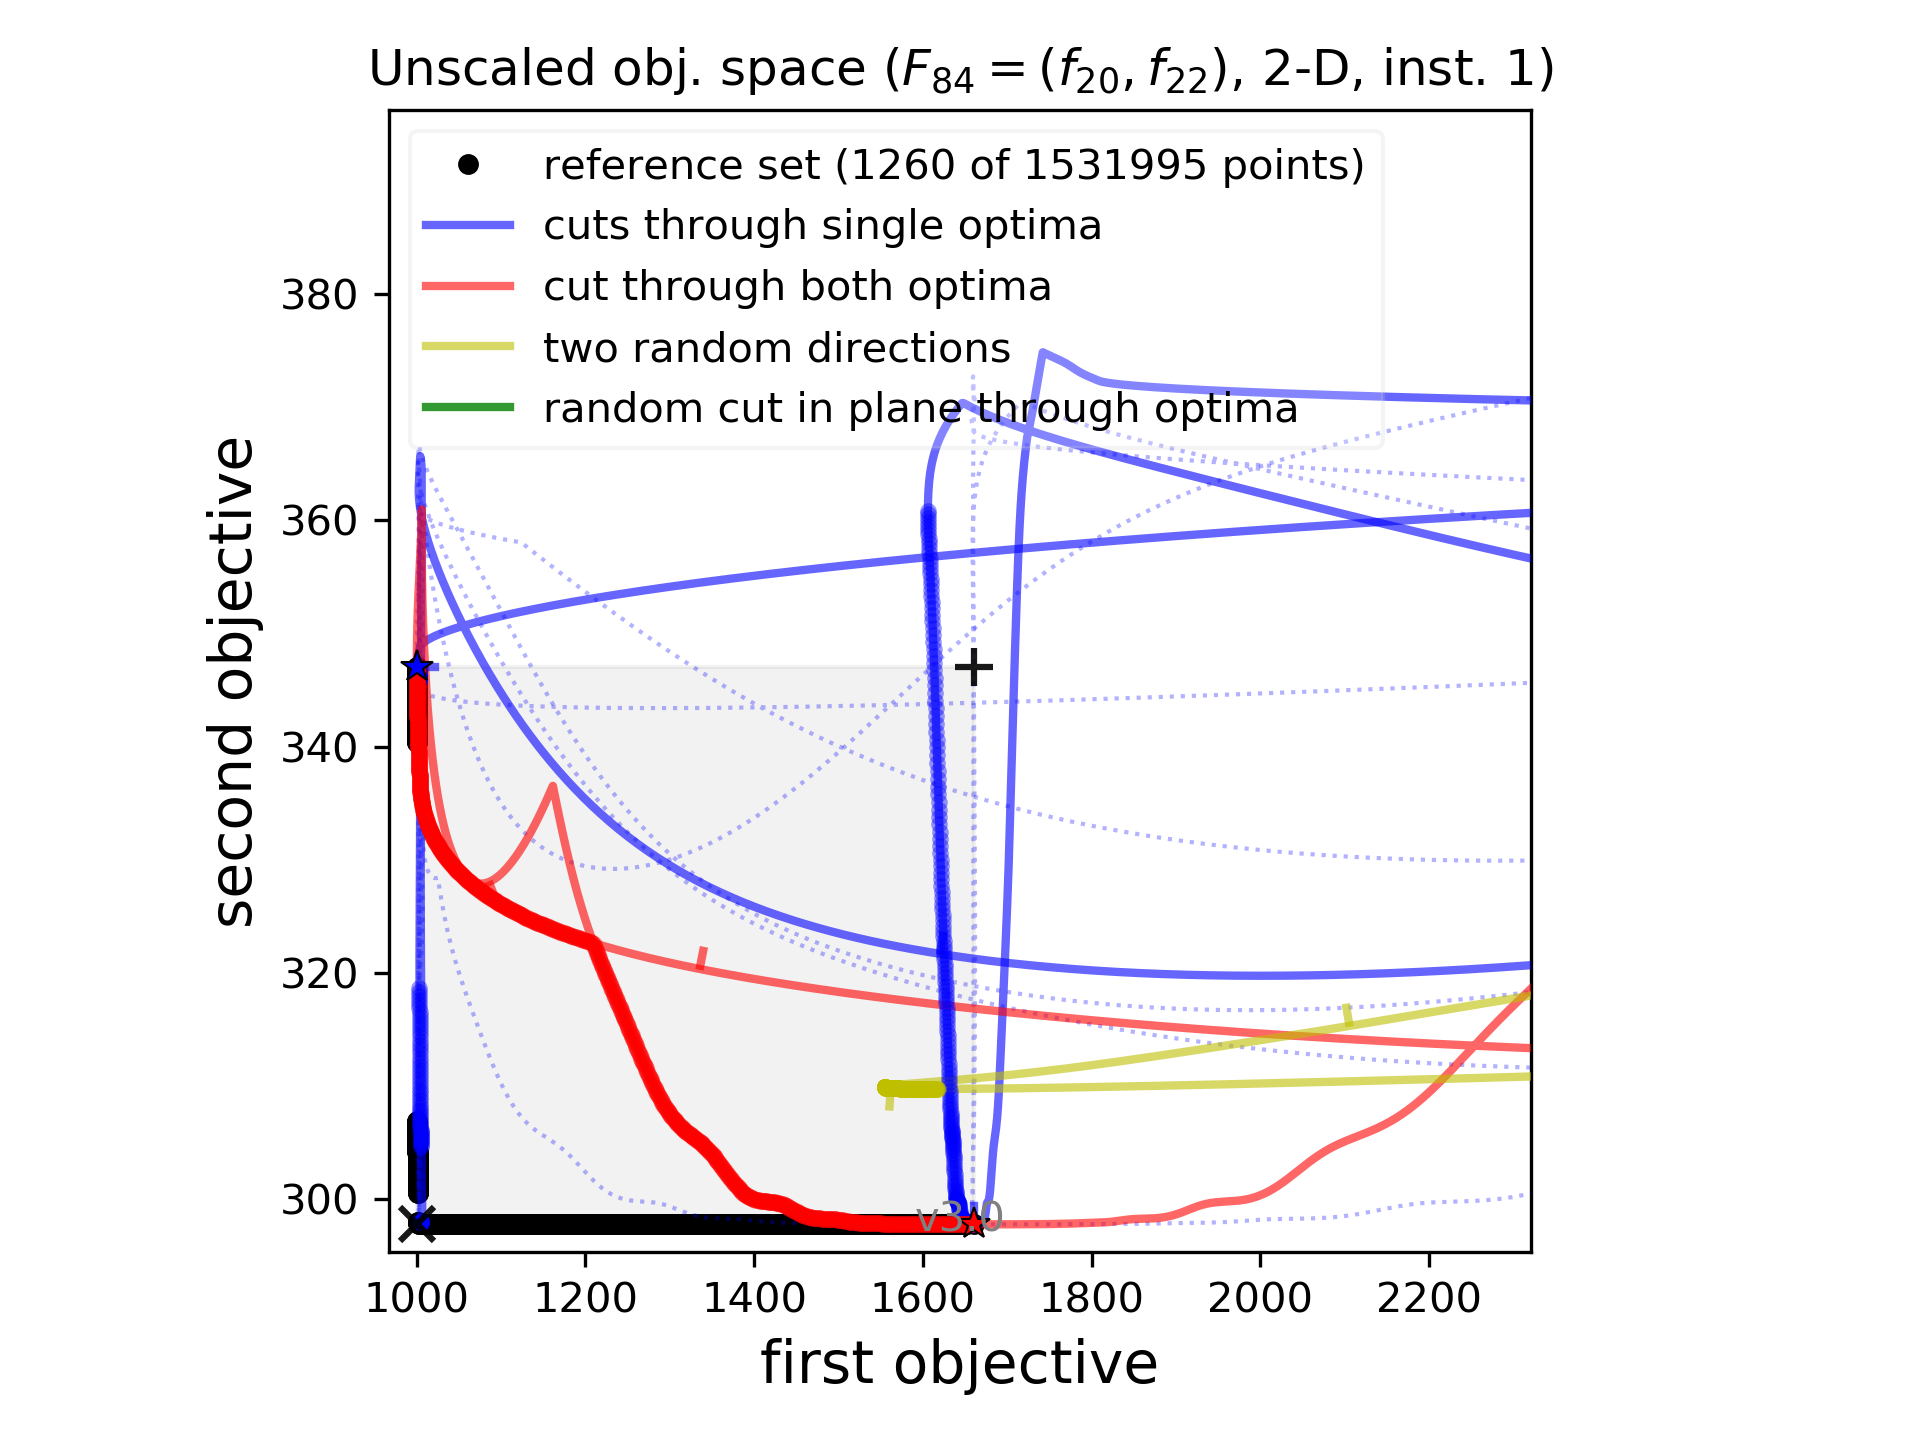 Unscaled obj. space (F84 = (f20, f22), 2-D, inst. 1)
reference set (1260 of 1531995 points)
cuts through single optima
cut through both optima
two random directions
random cut in plane through optima
second objective
380
360
340
320
300
v3.0
1000 1200 1400 1600 1800 2000 2200
first objective